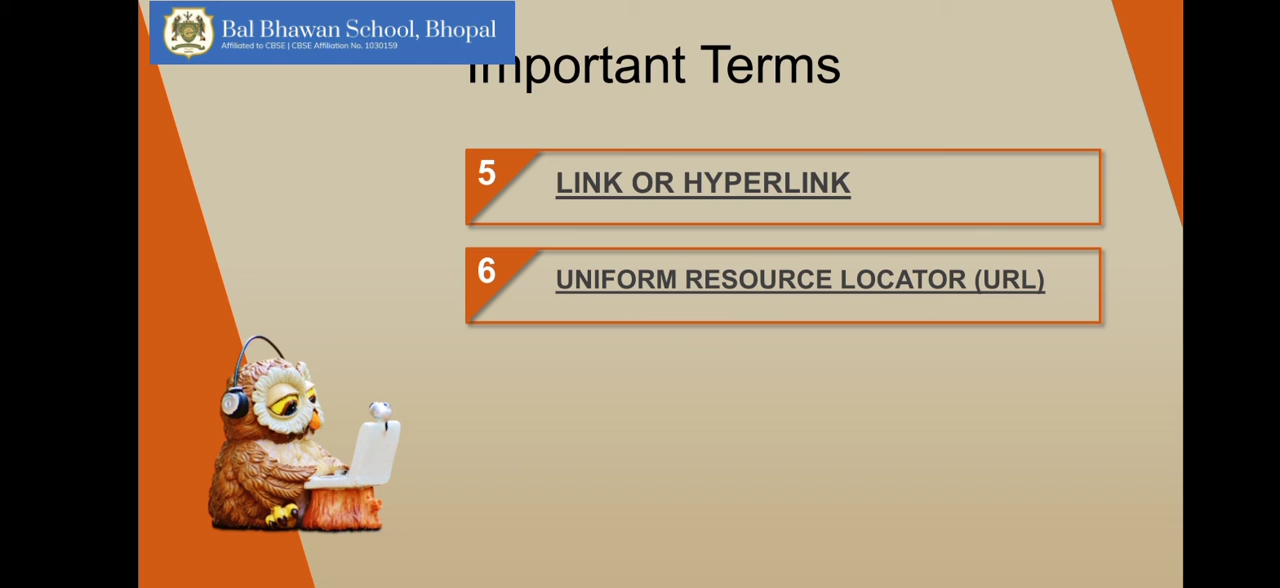 Bal Bhawan School, Bhopal
Affiliated to CBSE | CBSE Affiliation No. 1030159
Important Terms
5
LINK OR HYPERLINK
6
UNIFORM RESOURCE LOCATOR (URL)